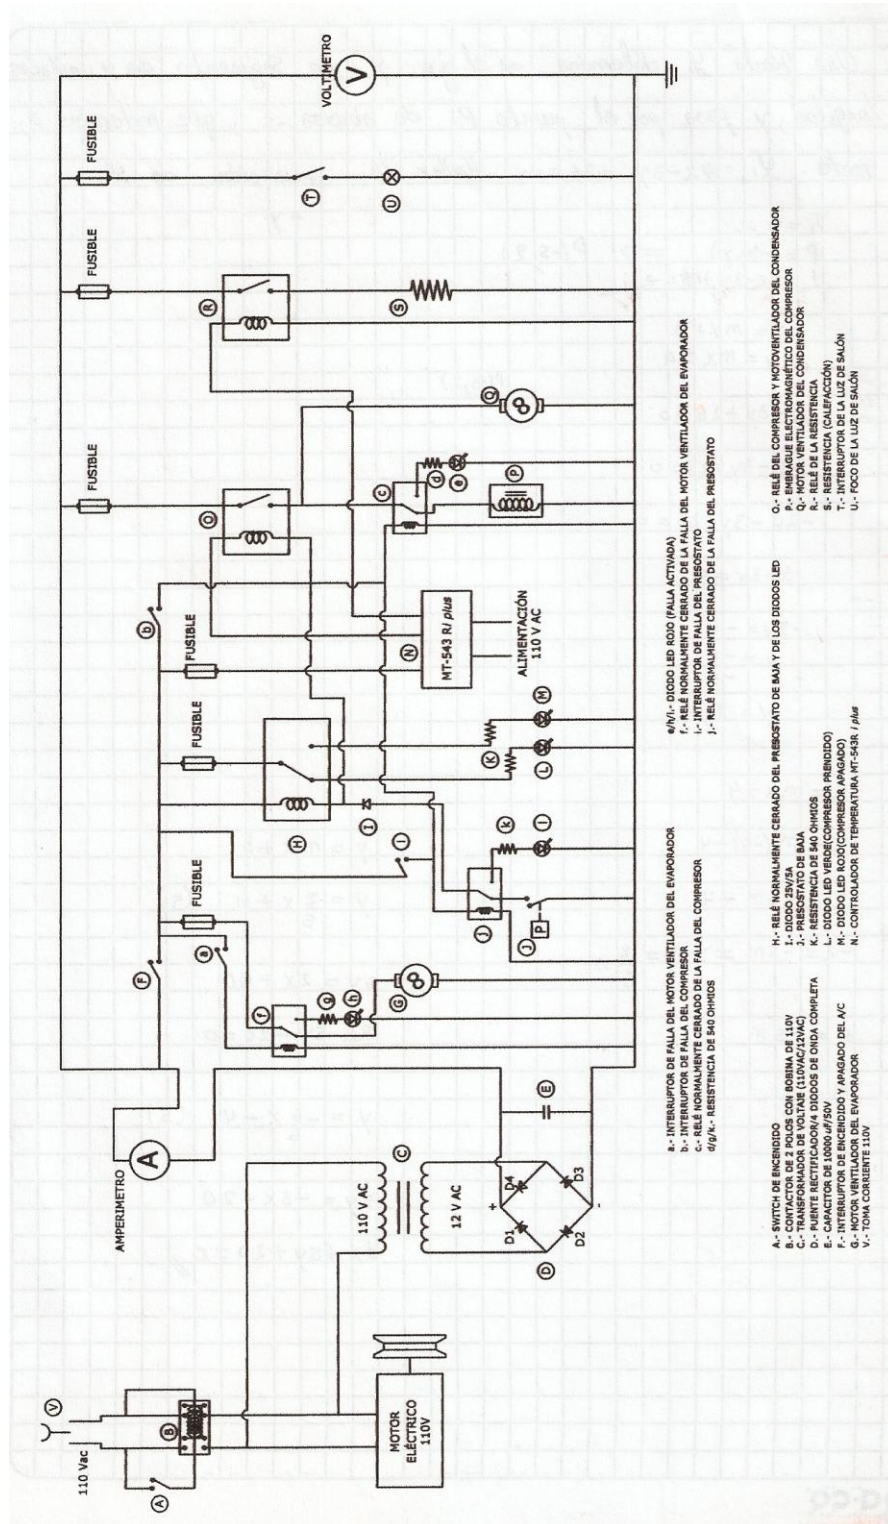 110 Vac
V
A
B
MOTOR
ELÉCTRICO
110V
AMPERIMETRO
A
110 V AC
C
12 V AC
D
D1
D4
D2
D3
+
-
E
F
a
FUSIBLE
f
g
h
G
FUSIBLE
H
I
I
j
k
l
J
P
K
L
M
b
FUSIBLE
N
MT-543 Ri plus
ALIMENTACIÓN
110 V AC
FUSIBLE
O
c
d
e
P
Q
FUSIBLE
R
S
FUSIBLE
T
U
VOLTIMETRO
V
a.- INTERRUPTOR DE FALLA DEL MOTOR VENTILADOR DEL EVAPORADOR
b.- INTERRUPTOR DE FALLA DEL COMPRESOR
c.- RELÉ NORMALMENTE CERRADO DE LA FALLA DEL COMPRESOR
d/g/k.- RESISTENCIA DE 540 OHMIOS
e/h/l.- DIODO LED ROJO (FALLA ACTIVADA)
f.- RELÉ NORMALMENTE CERRADO DE LA FALLA DEL MOTOR VENTILADOR DEL EVAPORADOR
i.- INTERRUPTOR DE FALLA DEL PRESOSTATO
j.- RELÉ NORMALMENTE CERRADO DE LA FALLA DEL PRESOSTATO
A.- SWITCH DE ENCENDIDO
B.- CONTACTOR DE 2 POLOS CON BOBINA DE 110V
C.- TRANSFORMADOR DE VOLTAJE (110VAC/12VAC)
D.- PUENTE RECTIFICADOR/4 DIODOS DE ONDA COMPLETA
E.- CAPACITOR DE 10000 uF/50V
F.- INTERRUPTOR DE ENCENDIDO Y APAGADO DEL A/C
G.- MOTOR VENTILADOR DEL EVAPORADOR
V.- TOMA CORRIENTE 110V
H.- RELÉ NORMALMENTE CERRADO DEL PRESOSTATO DE BAJA Y DE LOS DIODOS LED
I.- DIODO 25V/5A
J.- PRESOSTATO DE BAJA
K.- RESISTENCIA DE 540 OHMIOS
L.- DIODO LED VERDE(COMPRESOR PRENDIDO)
M.- DIODO LED ROJO(COMPRESOR APAGADO)
N.- CONTROLADOR DE TEMPERATURA MT-543R i plus
O.- RELÉ DEL COMPRESOR Y MOTOVENTILADOR DEL CONDENSADOR
P.- EMBRAGUE ELECTROMAGNÉTICO DEL COMPRESOR
Q.- MOTOR VENTILADOR DEL CONDENSADOR
R.- RELÉ DE LA RESISTENCIA
S.- RESISTENCIA (CALEFACCIÓN)
T.- INTERRUPTOR DE LA LUZ DE SALÓN
U.- FOCO DE LA LUZ DE SALÓN